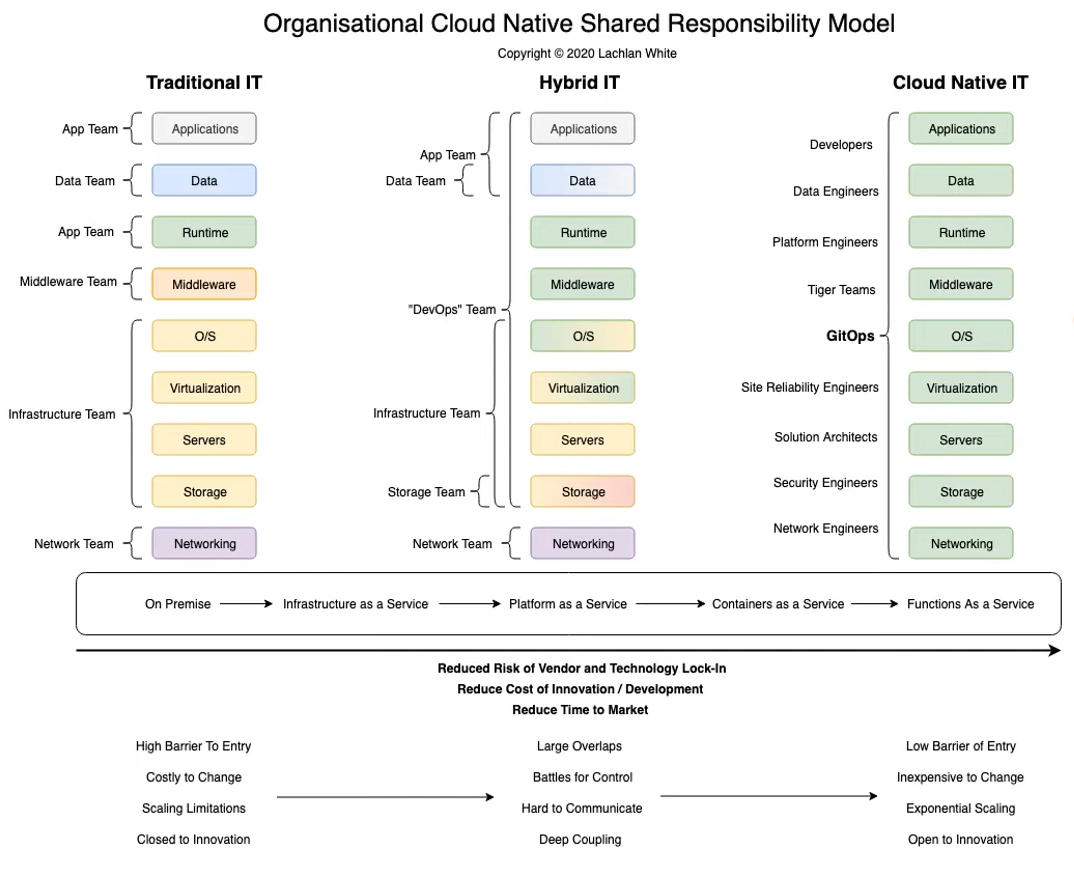 Organisational Cloud Native Shared Responsibility Model
Copyright © 2020 Lachlan White
Traditional IT
App Team
Applications
Data Team
Data
App Team
Runtime
Middleware Team
Middleware
O/S
Virtualization
Infrastructure Team
Servers
Storage
Network Team
Networking
Hybrid IT
Applications
App Team
Data Team
Data
Runtime
Middleware
"DevOps" Team
O/S
Virtualization
Infrastructure Team
Servers
Storage Team
Storage
Network Team
Networking
Cloud Native IT
Developers
Data Engineers
Platform Engineers
Tiger Teams
GitOps
Site Reliability Engineers
Solution Architects
Security Engineers
Network Engineers
Applications
Data
Runtime
Middleware
O/S
Virtualization
Servers
Storage
Networking
On Premise
Infrastructure as a Service
Platform as a Service
Containers as a Service
Functions As a Service
Reduced Risk of Vendor and Technology Lock-In
Reduce Cost of Innovation / Development
Reduce Time to Market
High Barrier To Entry
Costly to Change
Scaling Limitations
Closed to Innovation
Large Overlaps
Battles for Control
Hard to Communicate
Deep Coupling
Low Barrier of Entry
Inexpensive to Change
Exponential Scaling
Open to Innovation